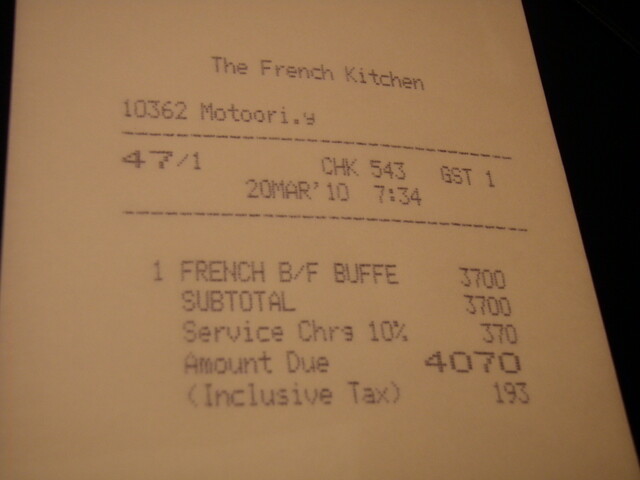 The French Kitchen
10362 Motoori.y
47/1 CHK 543 GST 1
20MAR'10 7:34
1 FRENCH B/F BUFFE 3700
SUBTOTAL 3700
Service Chrg 10% 370
Amount Due 4070
(Inclusive Tax) 193